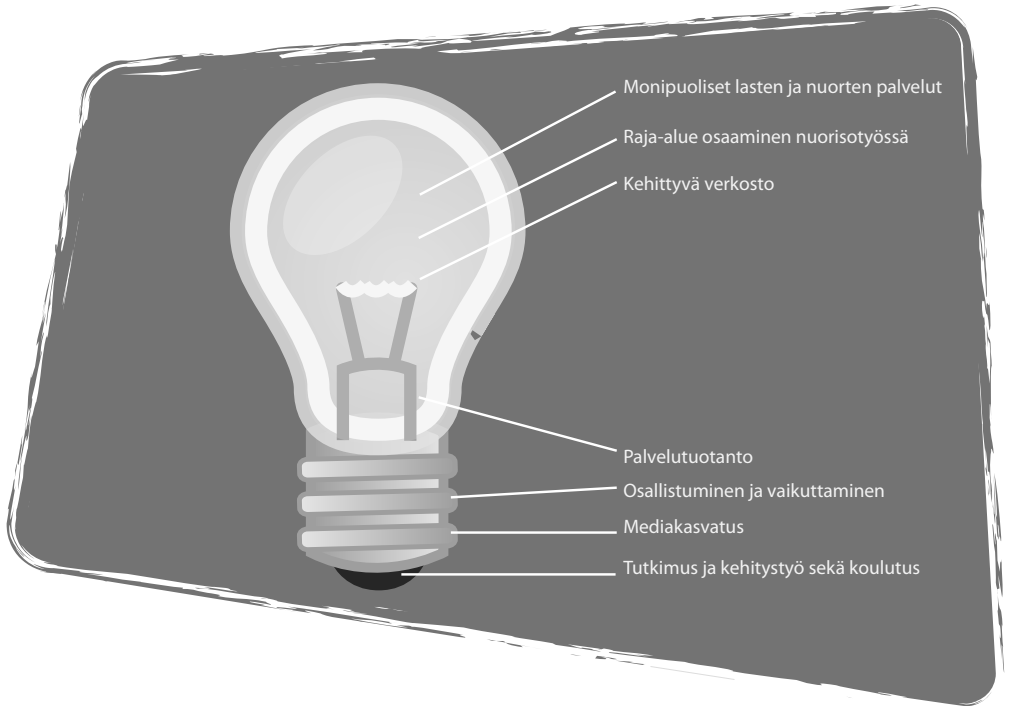 Monipuoliset lasten ja nuorten palvelut
Raja-alue osaaminen nuorisotyössä
Kehittyvä verkosto
Palvelutuotanto
Osallistuminen ja vaikuttaminen
Mediakasvatus
Tutkimus ja kehitystyö sekä koulutus